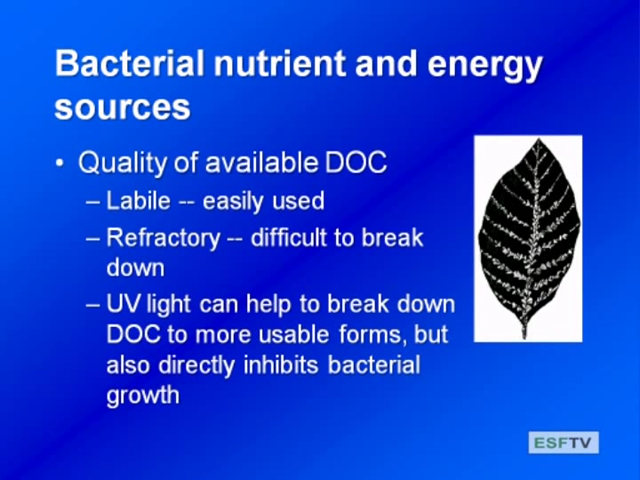 Bacterial nutrient and energy
sources
• Quality of available DOC
– Labile -- easily used
– Refractory -- difficult to break
down
– UV light can help to break down
DOC to more usable forms, but
also directly inhibits bacterial
growth
ESFTV